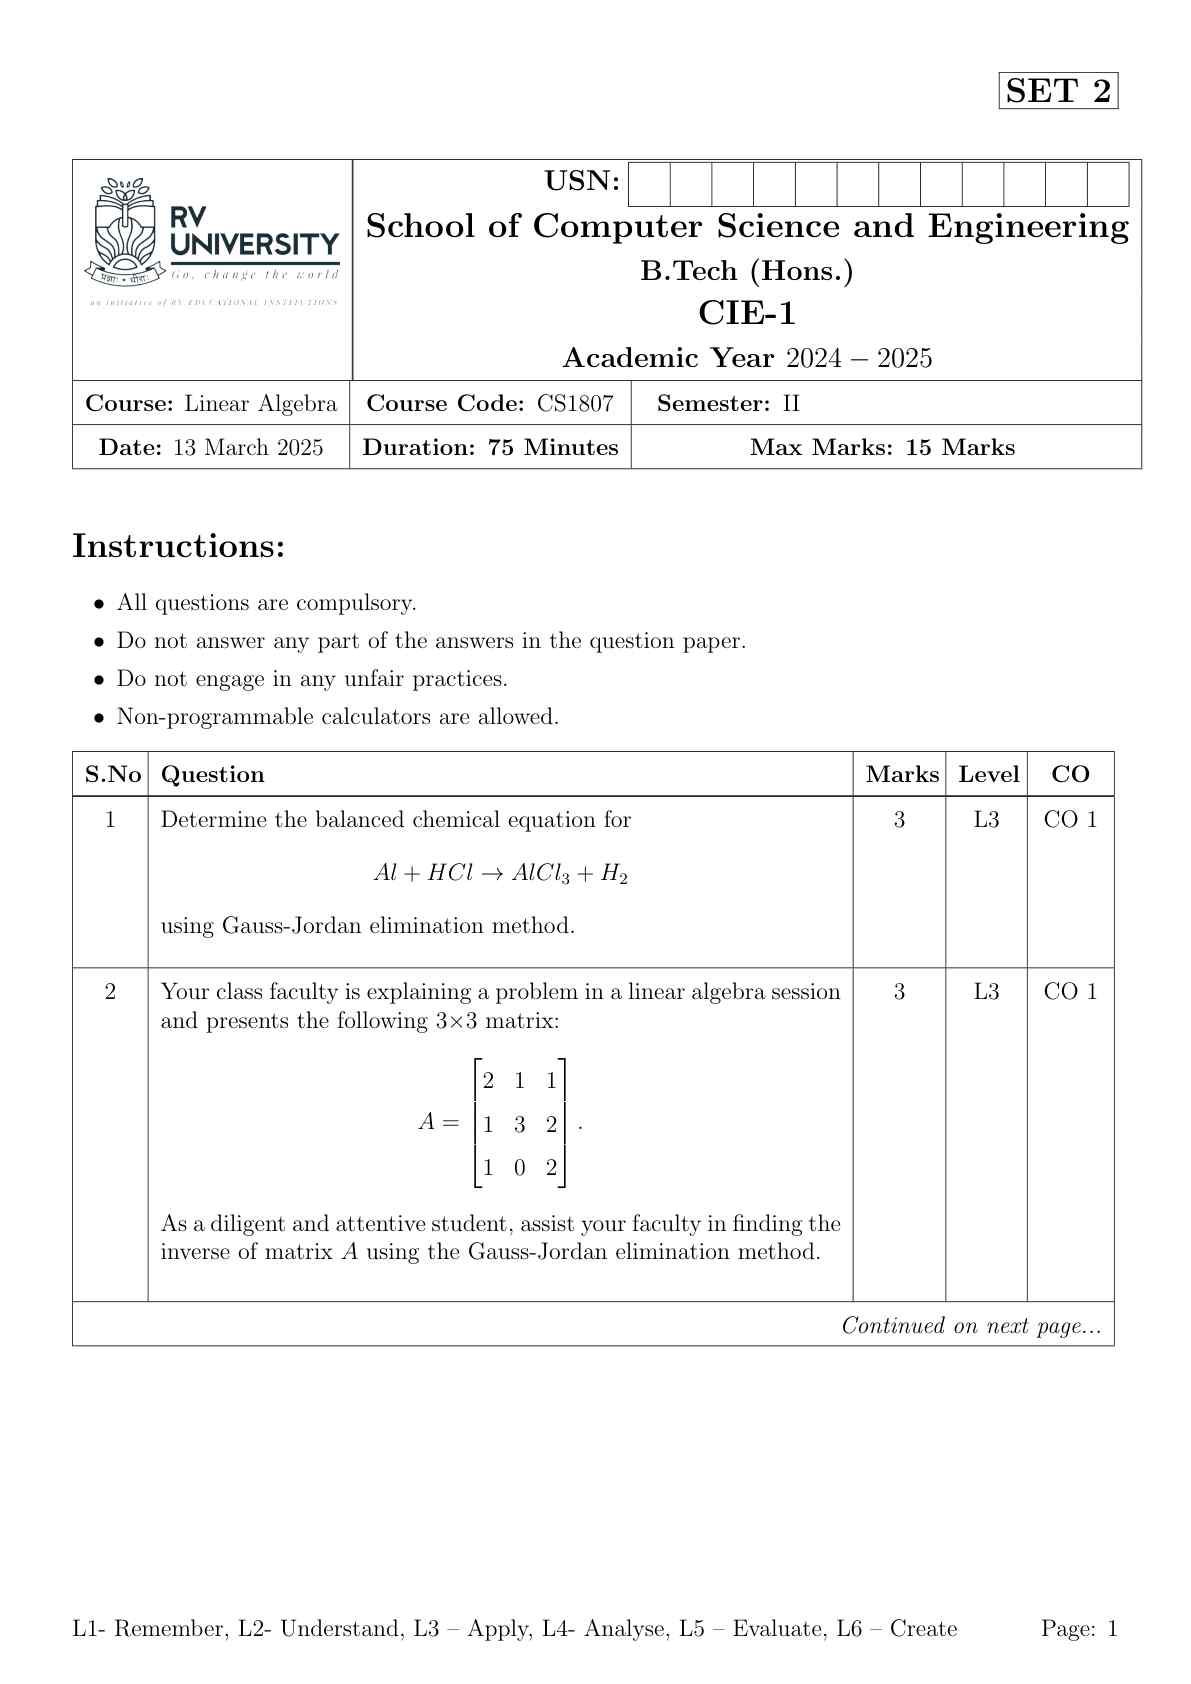 SET 2
RV
UNIVERSITY
Go, change the world
an initiative of RV EDUCATIONAL INSTITUTIONS
USN:
School of Computer Science and Engineering
B.Tech (Hons.)
CIE-1
Academic Year 2024 – 2025
Course: Linear Algebra Course Code: CS1807 Semester: II
Date: 13 March 2025 Duration: 75 Minutes Max Marks: 15 Marks
Instructions:
• All questions are compulsory.
• Do not answer any part of the answers in the question paper.
• Do not engage in any unfair practices.
• Non-programmable calculators are allowed.
S.No Question Marks Level CO
1 Determine the balanced chemical equation for 3 L3 CO 1
Al + HCl → AlCl₃ + H₂
using Gauss-Jordan elimination method.
2 Your class faculty is explaining a problem in a linear algebra session 3 L3 CO 1
and presents the following 3×3 matrix:
2 1 1
A = 1 3 2 .
1 0 2
As a diligent and attentive student, assist your faculty in finding the
inverse of matrix A using the Gauss-Jordan elimination method.
Continued on next page...
L1- Remember, L2- Understand, L3 – Apply, L4- Analyse, L5 – Evaluate, L6 – Create Page: 1